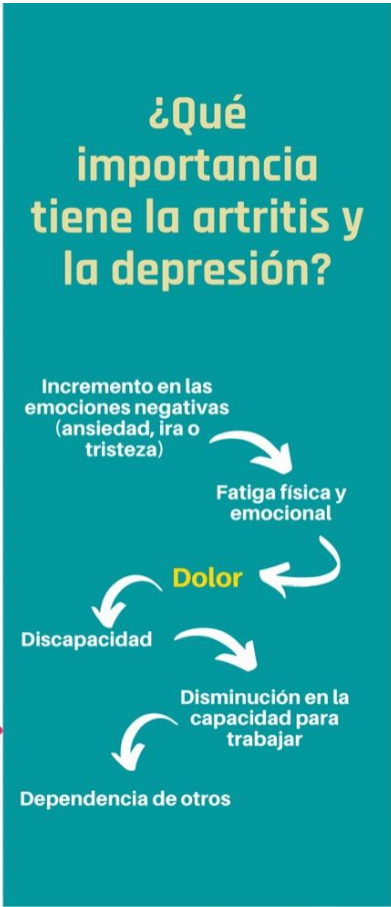 ¿Qué
importancia
tiene la artritis y
la depresión?
Incremento en las
emociones negativas
(ansiedad, ira o
tristeza)
Fatiga física y
emocional
Dolor
Discapacidad
Disminución en la
capacidad para
trabajar
Dependencia de otros